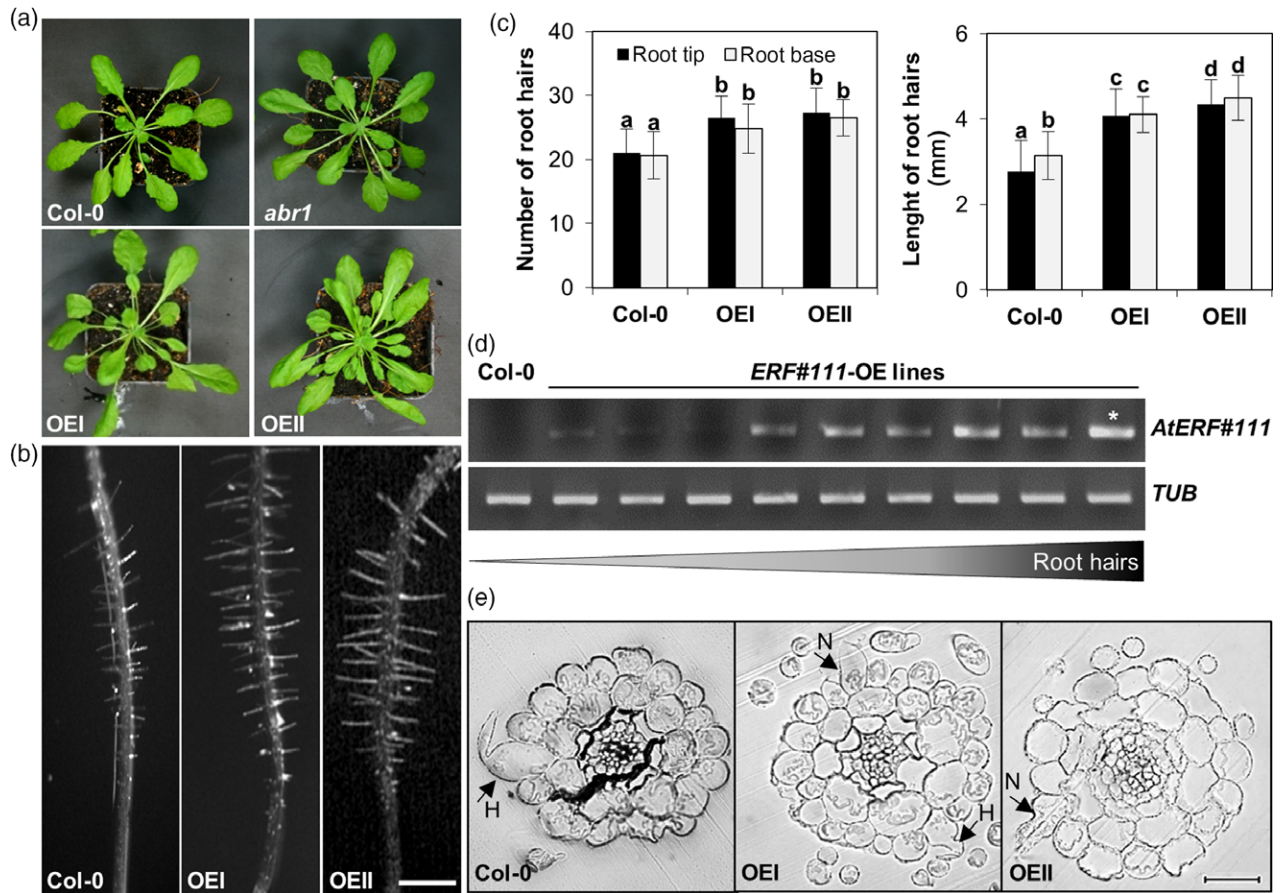 (a)
Col-0
abr1
OEI
OEII
(b)
Col-0
OEI
OEII
(c)
Number of root hairs
40
30
20
10
0
Root tip
Root base
a a
b b
b b
Col-0 OEI OEII
Lenght of root hairs
(mm)
6
4
2
0
a b
c c
d d
Col-0 OEI OEII
(d)
Col-0 ERF#111-OE lines
*
AtERF#111
TUB
Root hairs
(e)
H
Col-0
N
H
OEI
N
OEII